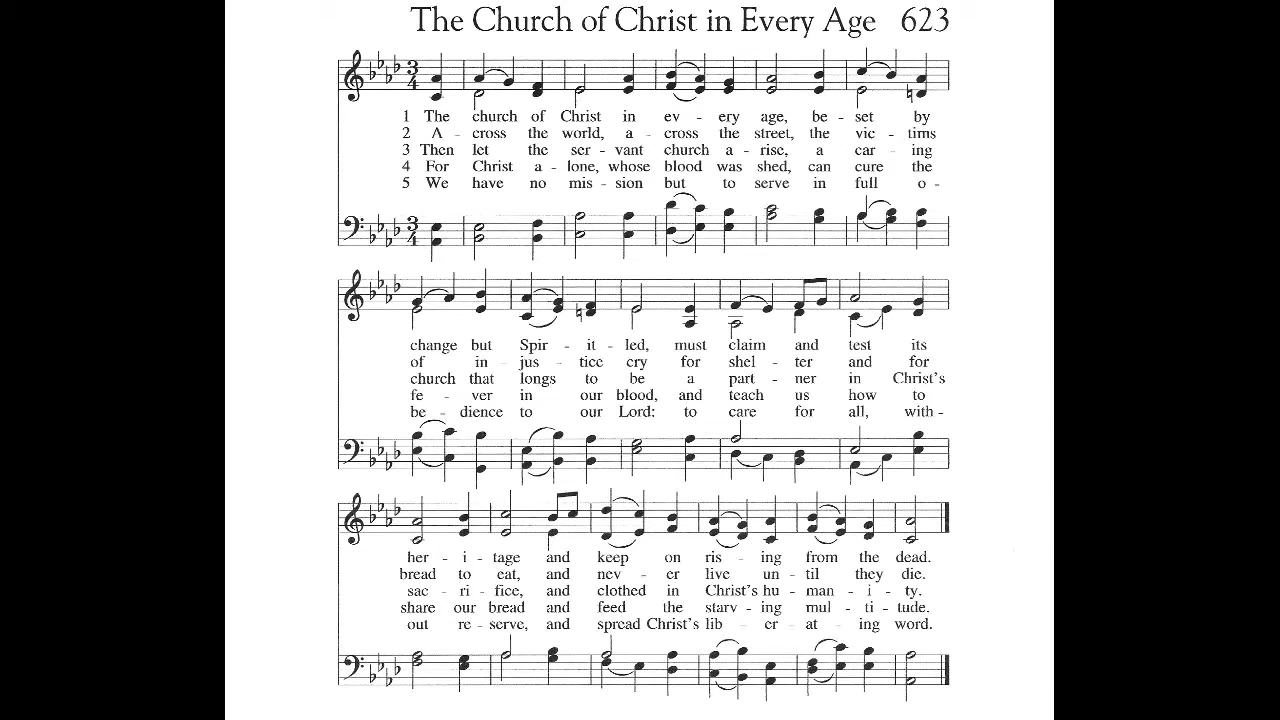 The Church of Christ in Every Age 623
1 The church of Christ in ev - ery age, be - set by
2 A - cross the world, a - cross the street, the vic - tims
3 Then let the ser - vant church a - rise, a car - ing
4 For Christ a - lone, whose blood was shed, can cure the
5 We have no mis - sion but to serve in full o -
change but Spir - it - led, must claim and test its
of in - jus - tice cry for shel - ter and for
church that longs to be a part - ner in Christ's
fe - ver in our blood, and teach us how to
be - dience to our Lord: to care for all, with -
her - i - tage and keep on ris - ing from the dead.
bread to eat, and nev - er live un - til they die.
sac - ri - fice, and clothed in Christ's hu - man - i - ty.
share our bread and feed the starv - ing mul - ti - tude.
out re - serve, and spread Christ's lib - er - at - ing word.